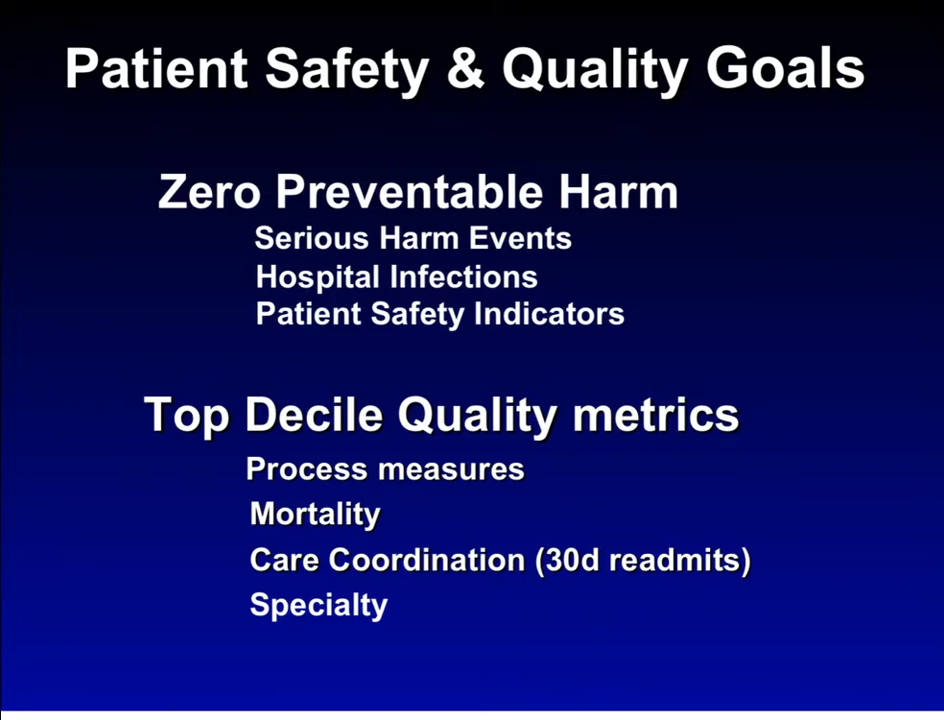 Patient Safety & Quality Goals
Zero Preventable Harm
Serious Harm Events
Hospital Infections
Patient Safety Indicators
Top Decile Quality metrics
Process measures
Mortality
Care Coordination (30d readmits)
Specialty